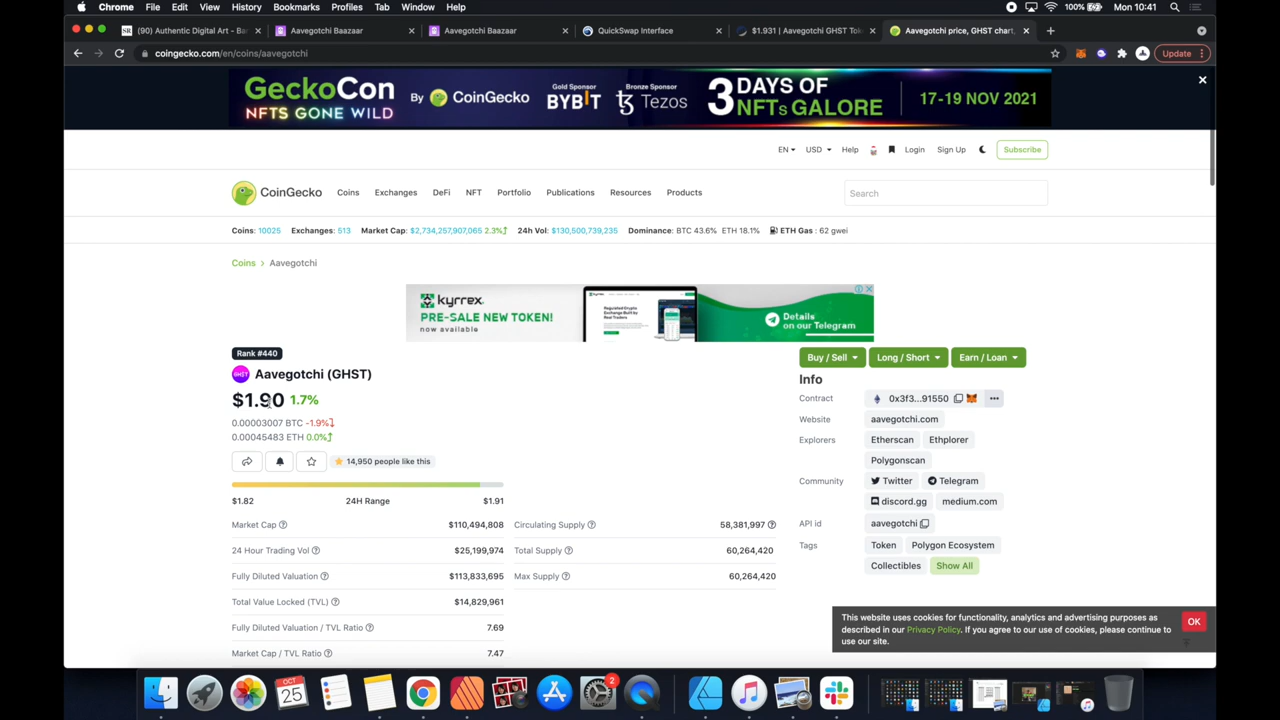 Chrome File Edit View History Bookmarks Profiles Tab Window Help 100% Mon 10:41
(90) Authentic Digital Art - Ba Aavegotchi Baazaar Aavegotchi Baazaar QuickSwap Interface $1.931 | Aavegotchi GHST Tok Aavegotchi price, GHST chart,
coingecko.com/en/coins/aavegotchi Update
GeckoCon By CoinGecko Gold Sponsor BYBIT Bronze Sponsor Tezos 3 DAYS OF NFTs GALORE 17-19 NOV 2021
NFTS GONE WILD
EN USD Help Login Sign Up Subscribe
CoinGecko Coins Exchanges DeFi NFT Portfolio Publications Resources Products Search
Coins: 10025 Exchanges: 513 Market Cap: $2,734,257,907,065 2.3% 24h Vol: $130,500,739,235 Dominance: BTC 43.6% ETH 18.1% ETH Gas : 62 gwei
Coins > Aavegotchi
kyrrex
PRE-SALE NEW TOKEN!
now available
Details
on our Telegram
Rank #440
Aavegotchi (GHST)
$1.90 1.7%
0.00003007 BTC -1.9%
0.00045483 ETH 0.0%
14,950 people like this
$1.82 24H Range $1.91
Market Cap $110,494,808
24 Hour Trading Vol $25,199,974
Fully Diluted Valuation $113,833,695
Total Value Locked (TVL) $14,829,961
Fully Diluted Valuation / TVL Ratio 7.69
Market Cap / TVL Ratio 7.47
Circulating Supply 58,381,997
Total Supply 60,264,420
Max Supply 60,264,420
Buy / Sell Long / Short Earn / Loan
Info
Contract 0x3f3...91550
Website aavegotchi.com
Explorers Etherscan Ethplorer
Polygonscan
Community Twitter Telegram
discord.gg medium.com
API id aavegotchi
Tags Token Polygon Ecosystem
Collectibles Show All
This website uses cookies for functionality, analytics and advertising purposes as
described in our Privacy Policy. If you agree to our use of cookies, please continue to
use our site.
OK
OCT
25
2